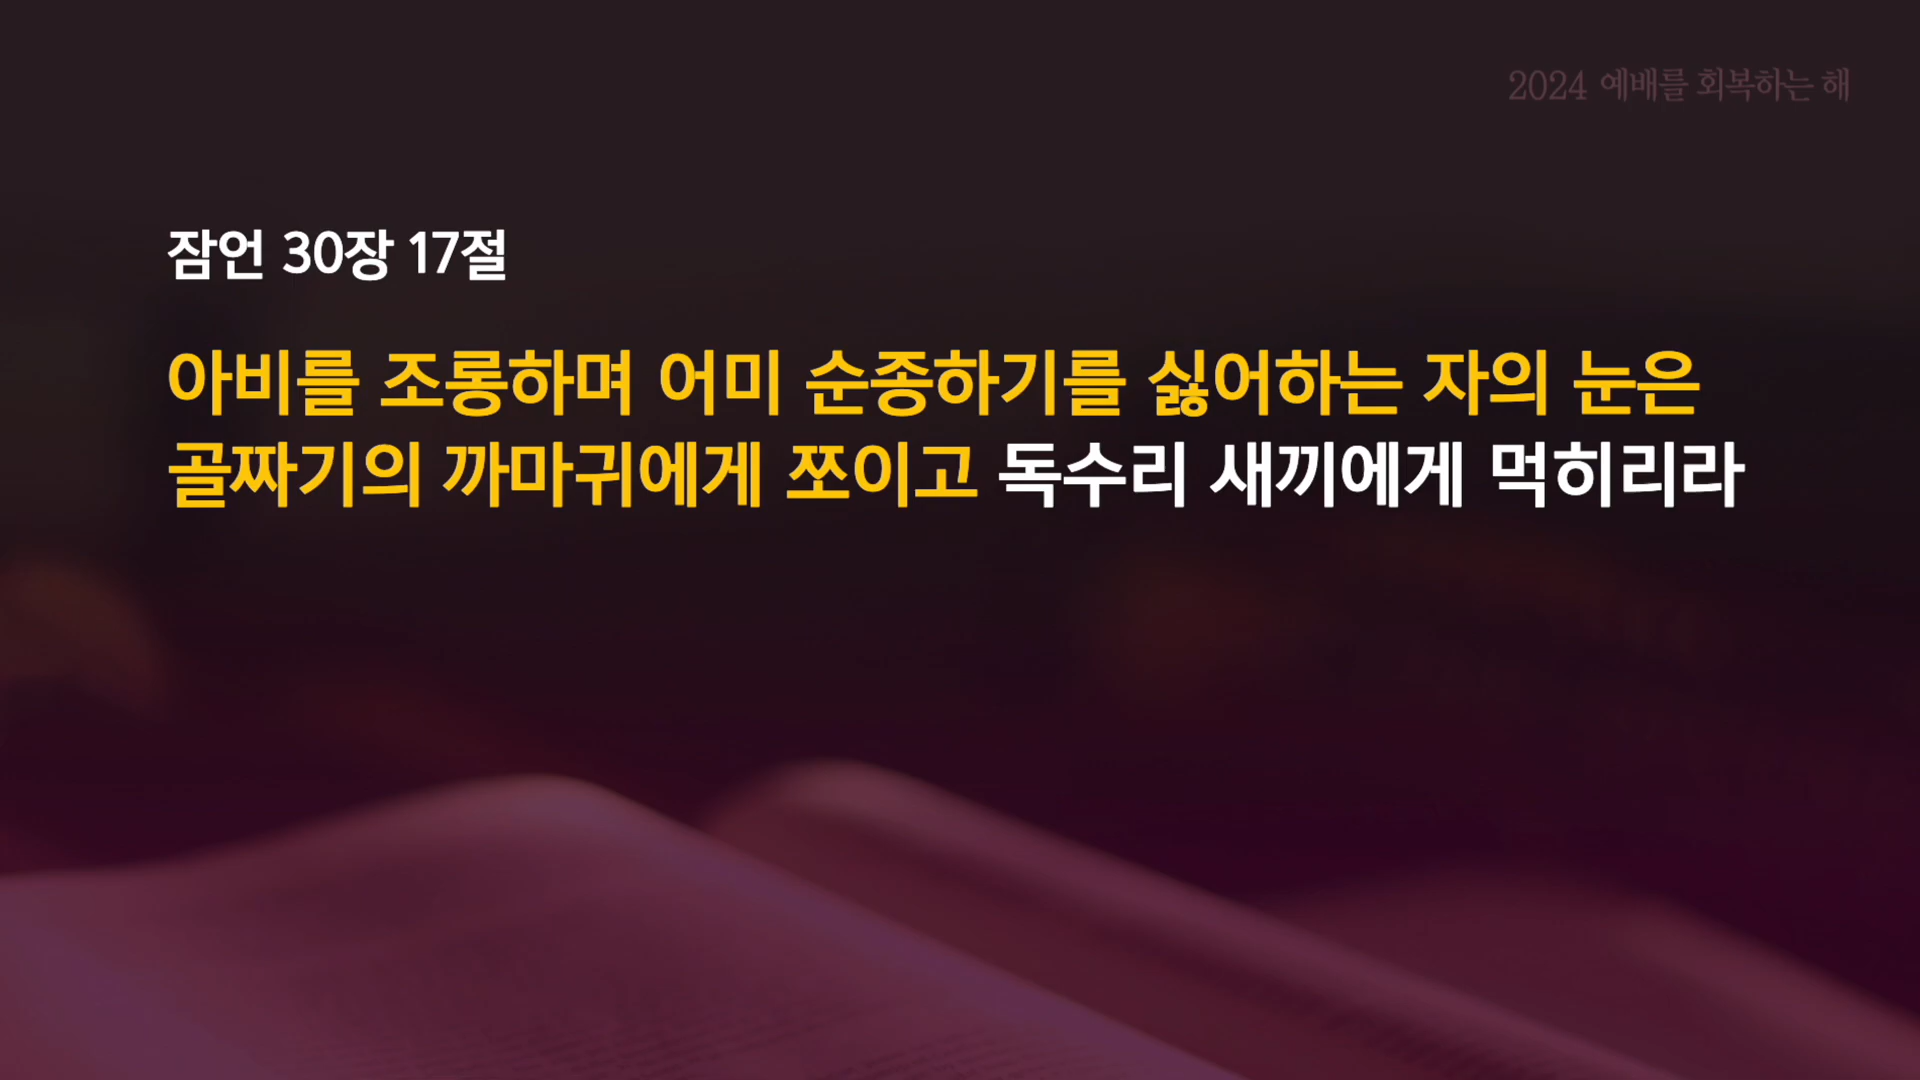 2024 예배를 회복하는 해
잠언 30장 17절
아비를 조롱하며 어미 순종하기를 싫어하는 자의 눈은
골짜기의 까마귀에게 쪼이고 독수리 새끼에게 먹히리라